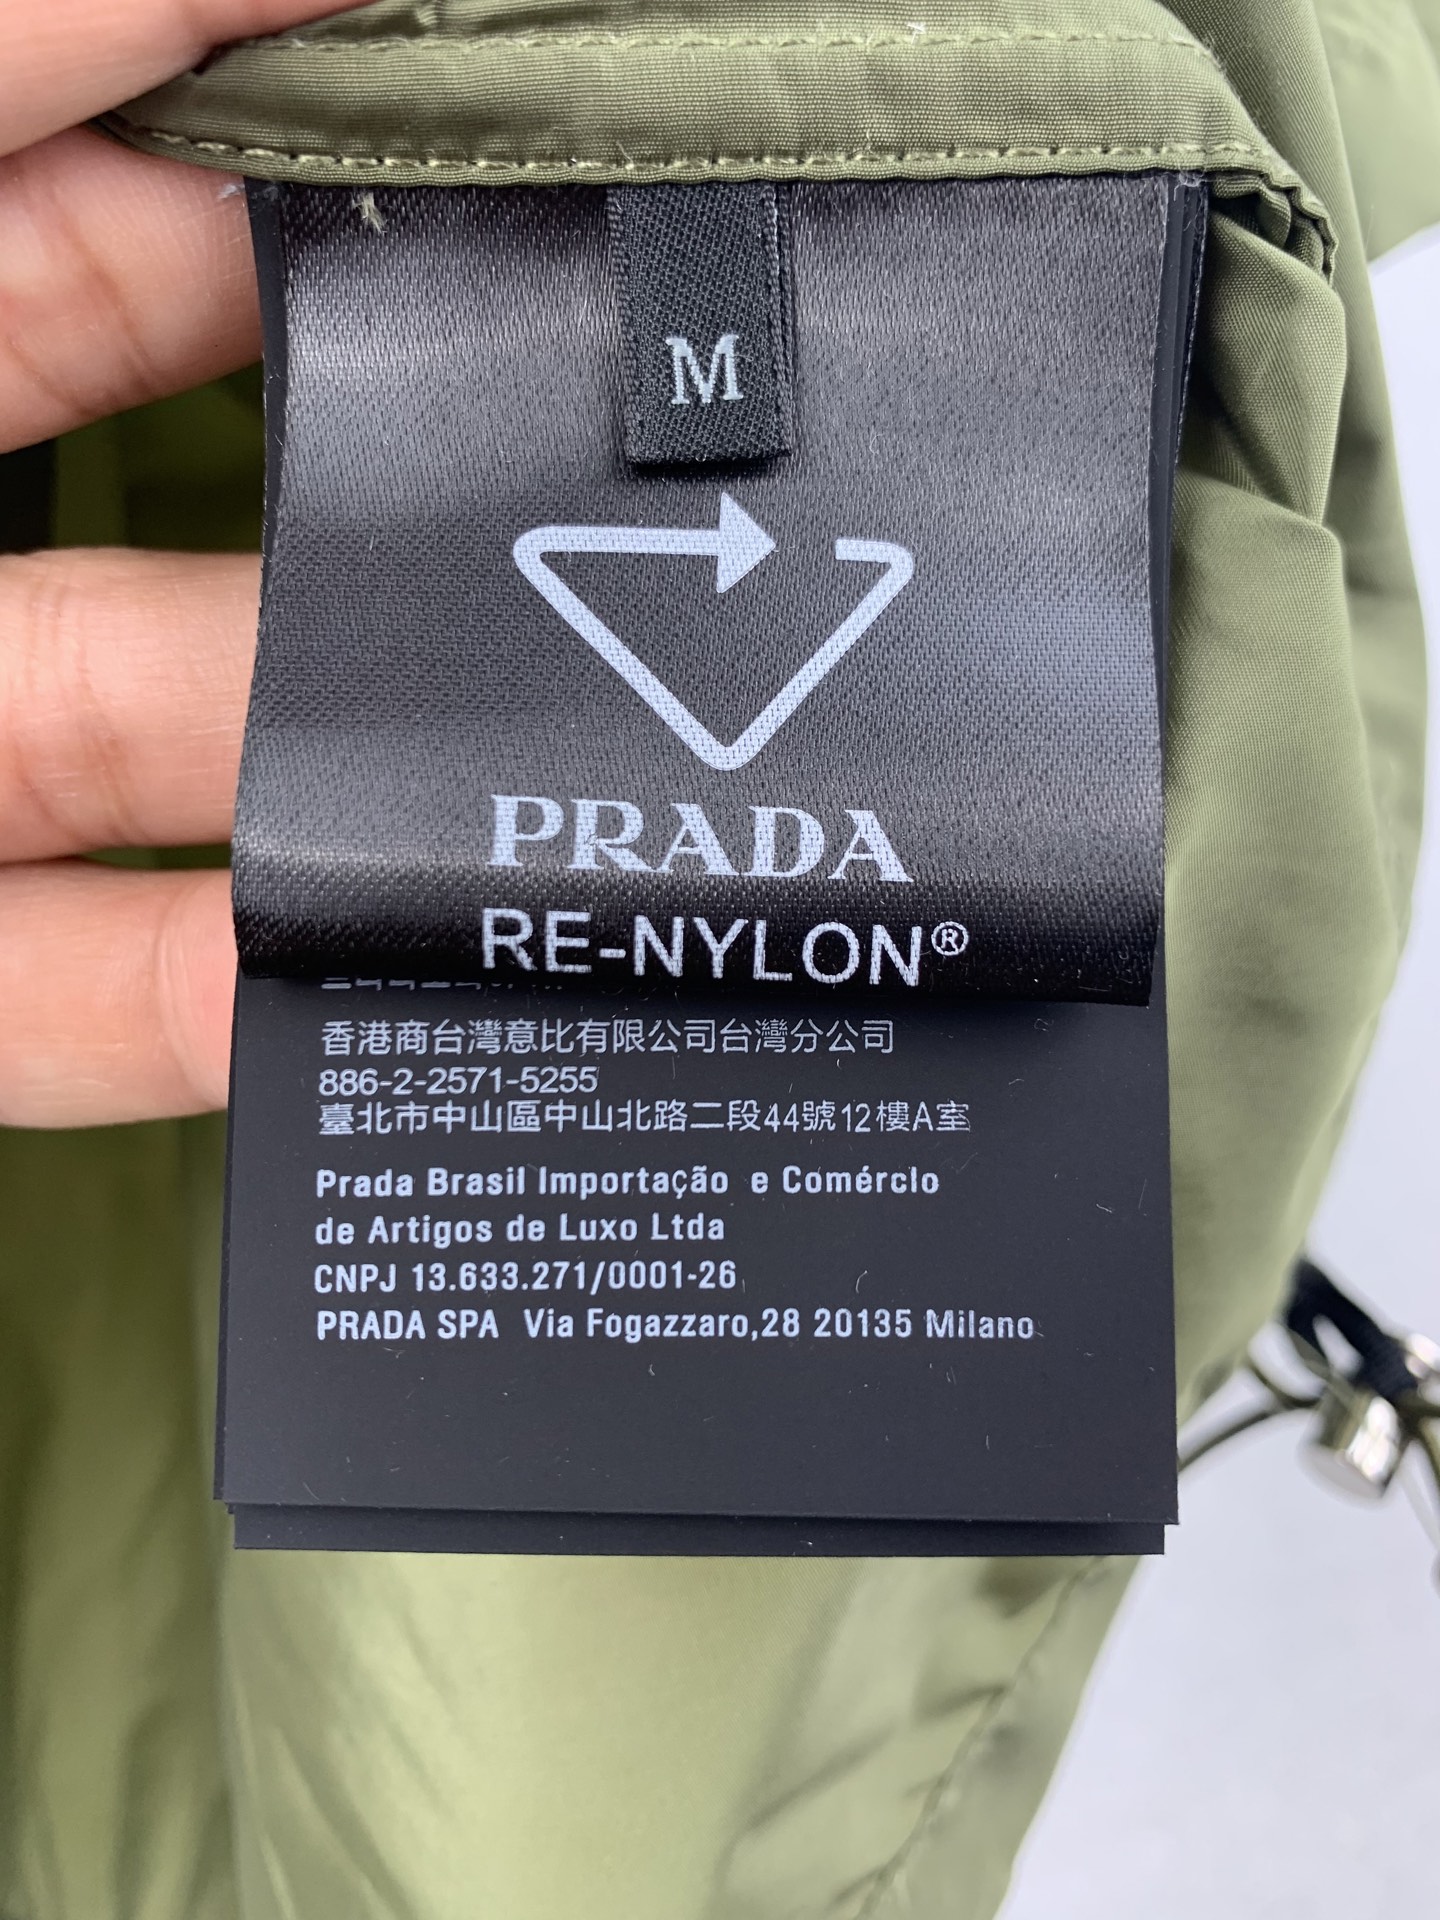 M
PRADA
RE-NYLON®
香港商台灣意比有限公司台灣分公司
886-2-2571-5255
臺北市中山區中山北路二段44號12樓A室
Prada Brasil Importação e Comércio
de Artigos de Luxo Ltda
CNPJ 13.633.271/0001-26
PRADA SPA Via Fogazzaro,28 20135 Milano